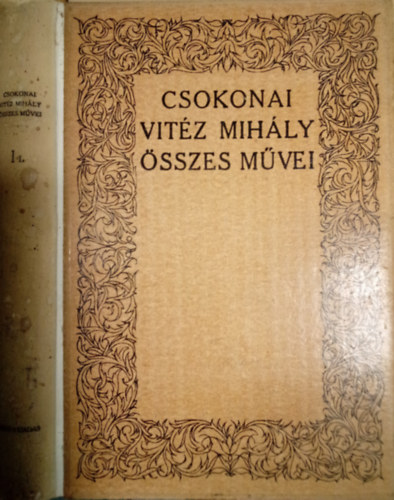 CSOKONAI
VITÉZ MIHÁLY
ÖSSZES MŰVEI
I
CSOKONAI
VITÉZ MIHÁLY
ÖSSZES MŰVEI